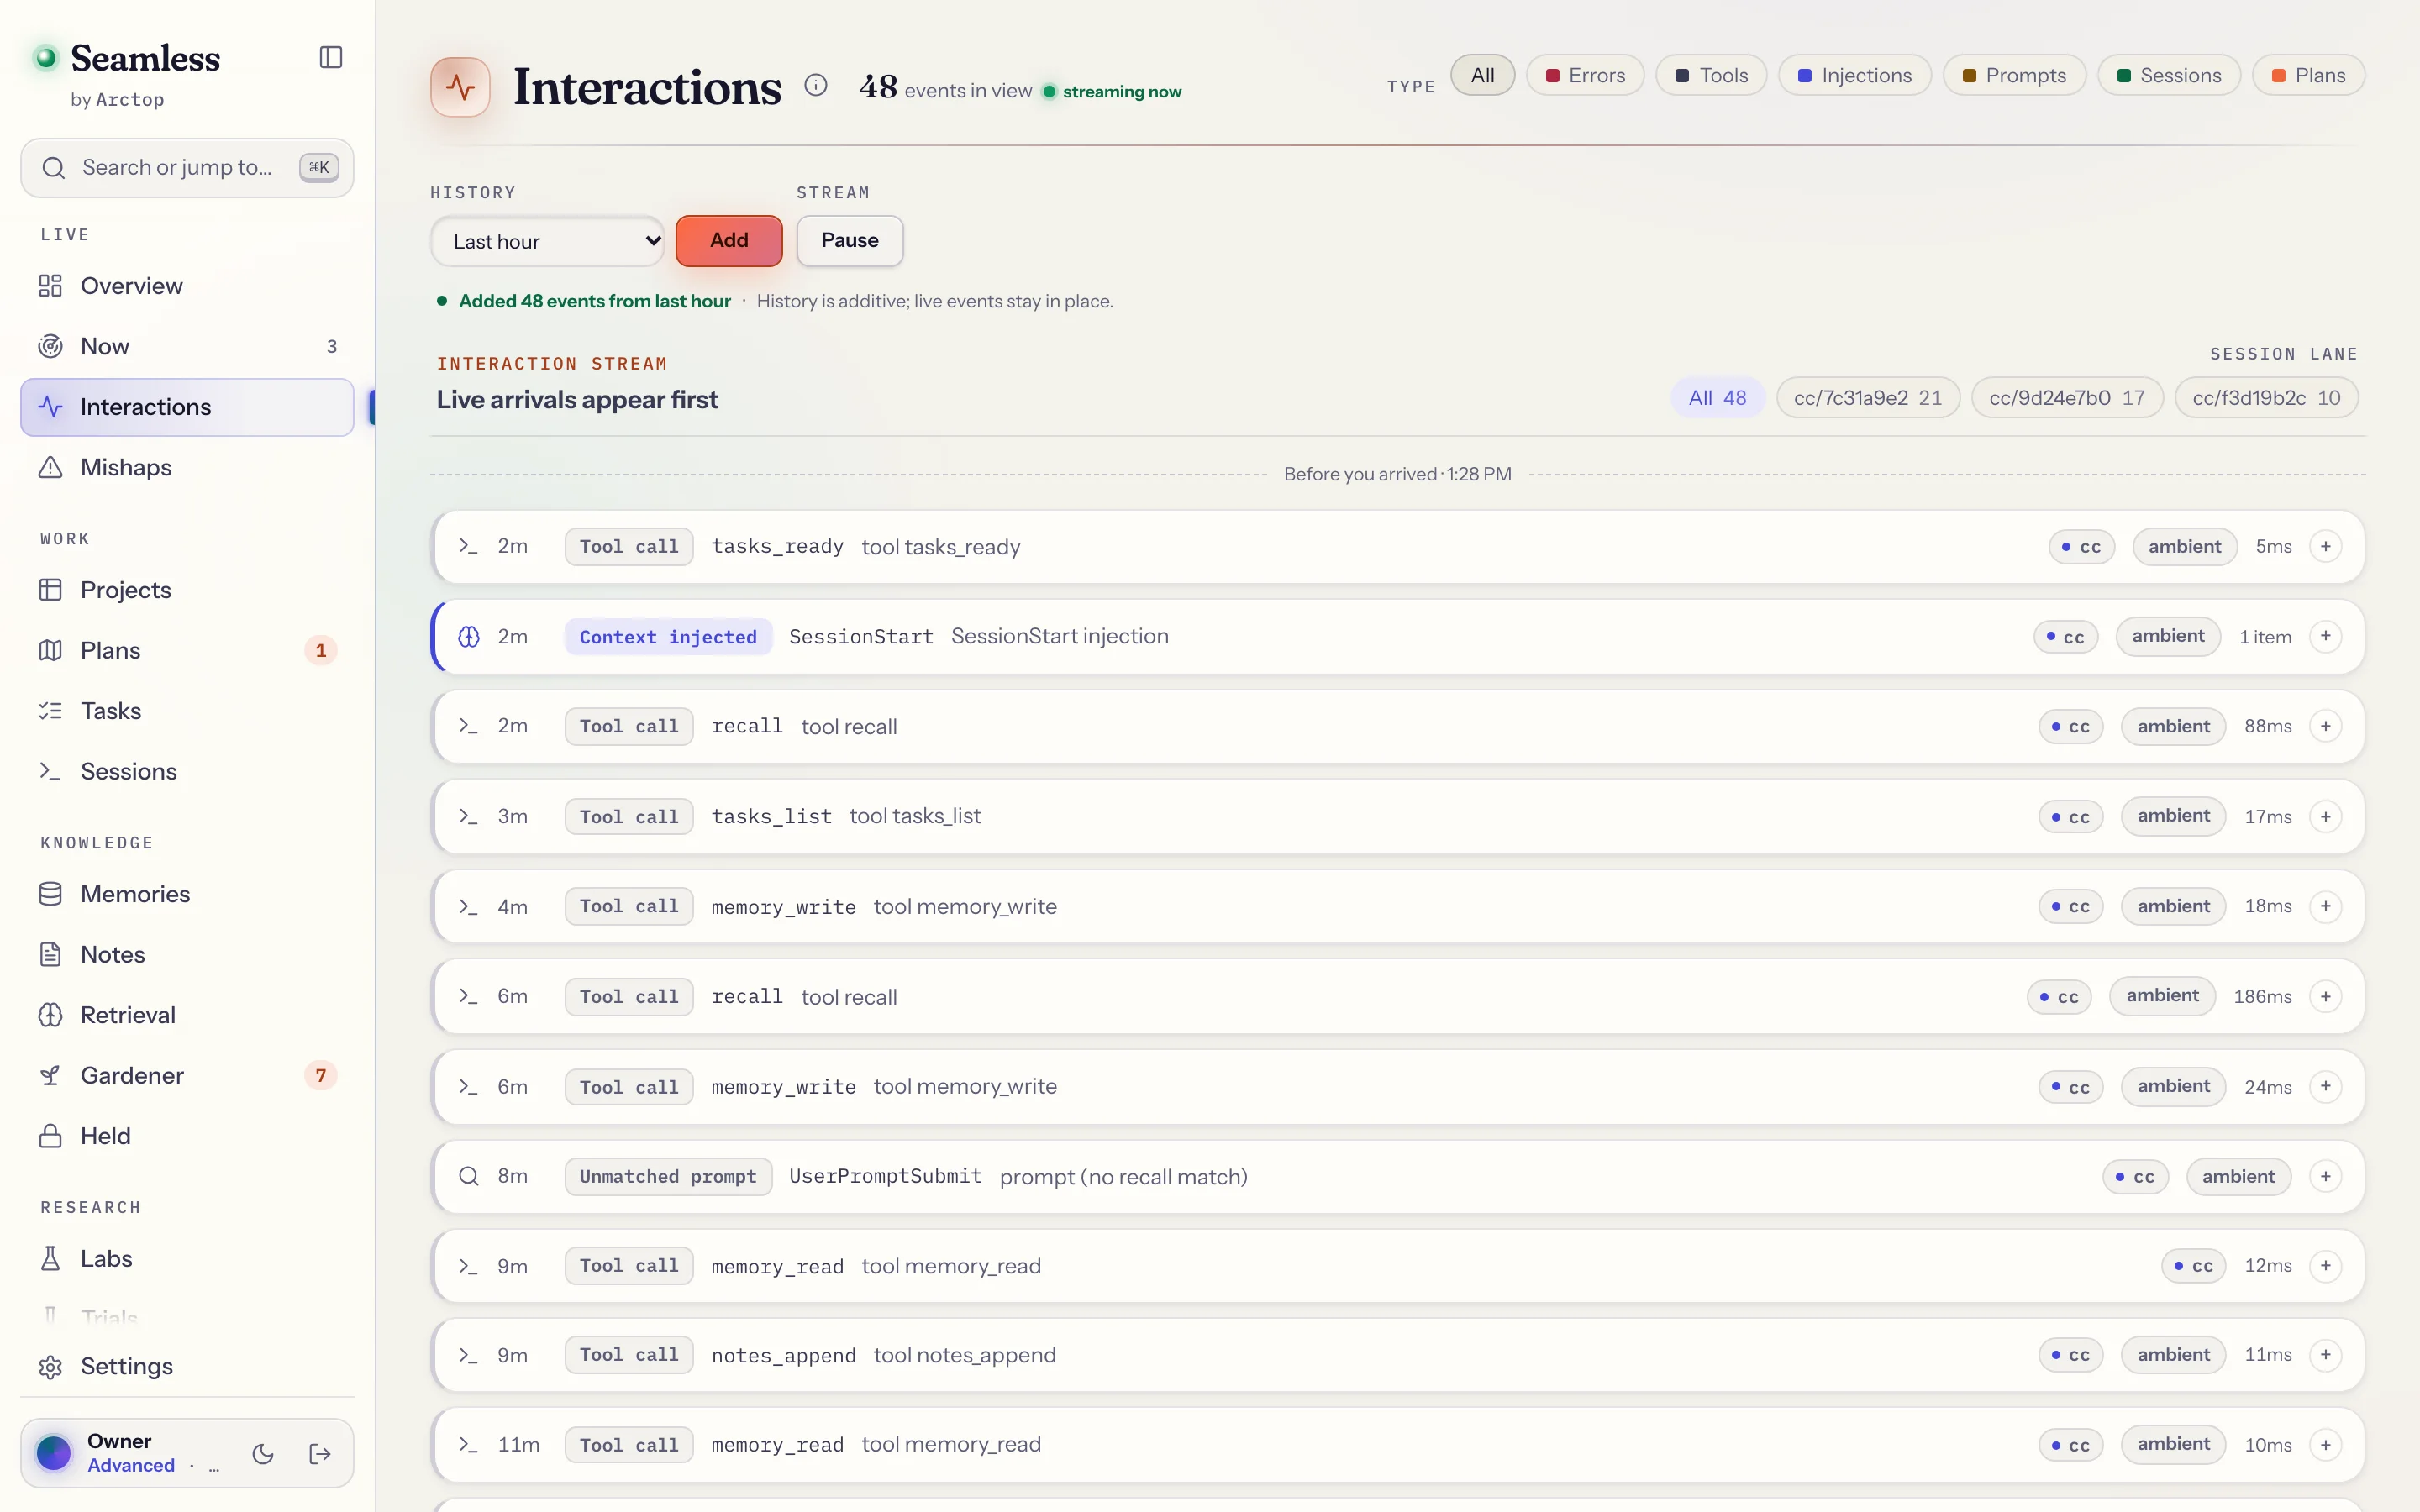 Seamless
by Arctop
Search or jump to... ⌘K
LIVE
Overview
Now 3
Interactions
Mishaps
WORK
Projects
Plans 1
Tasks
Sessions
KNOWLEDGE
Memories
Notes
Retrieval
Gardener 7
Held
RESEARCH
Labs
Trials
Settings
Owner
Advanced · ...
Interactions 48 events in view streaming now
TYPE All Errors Tools Injections Prompts Sessions Plans
HISTORY STREAM
Last hour Add Pause
Added 48 events from last hour · History is additive; live events stay in place.
INTERACTION STREAM
Live arrivals appear first
SESSION LANE
All 48 cc/7c31a9e2 21 cc/9d24e7b0 17 cc/f3d19b2c 10
Before you arrived · 1:28 PM
2m Tool call tasks_ready tool tasks_ready cc ambient 5ms +
2m Context injected SessionStart SessionStart injection cc ambient 1 item +
2m Tool call recall tool recall cc ambient 88ms +
3m Tool call tasks_list tool tasks_list cc ambient 17ms +
4m Tool call memory_write tool memory_write cc ambient 18ms +
6m Tool call recall tool recall cc ambient 186ms +
6m Tool call memory_write tool memory_write cc ambient 24ms +
8m Unmatched prompt UserPromptSubmit prompt (no recall match) cc ambient +
9m Tool call memory_read tool memory_read cc 12ms +
9m Tool call notes_append tool notes_append cc ambient 11ms +
11m Tool call memory_read tool memory_read cc ambient 10ms +